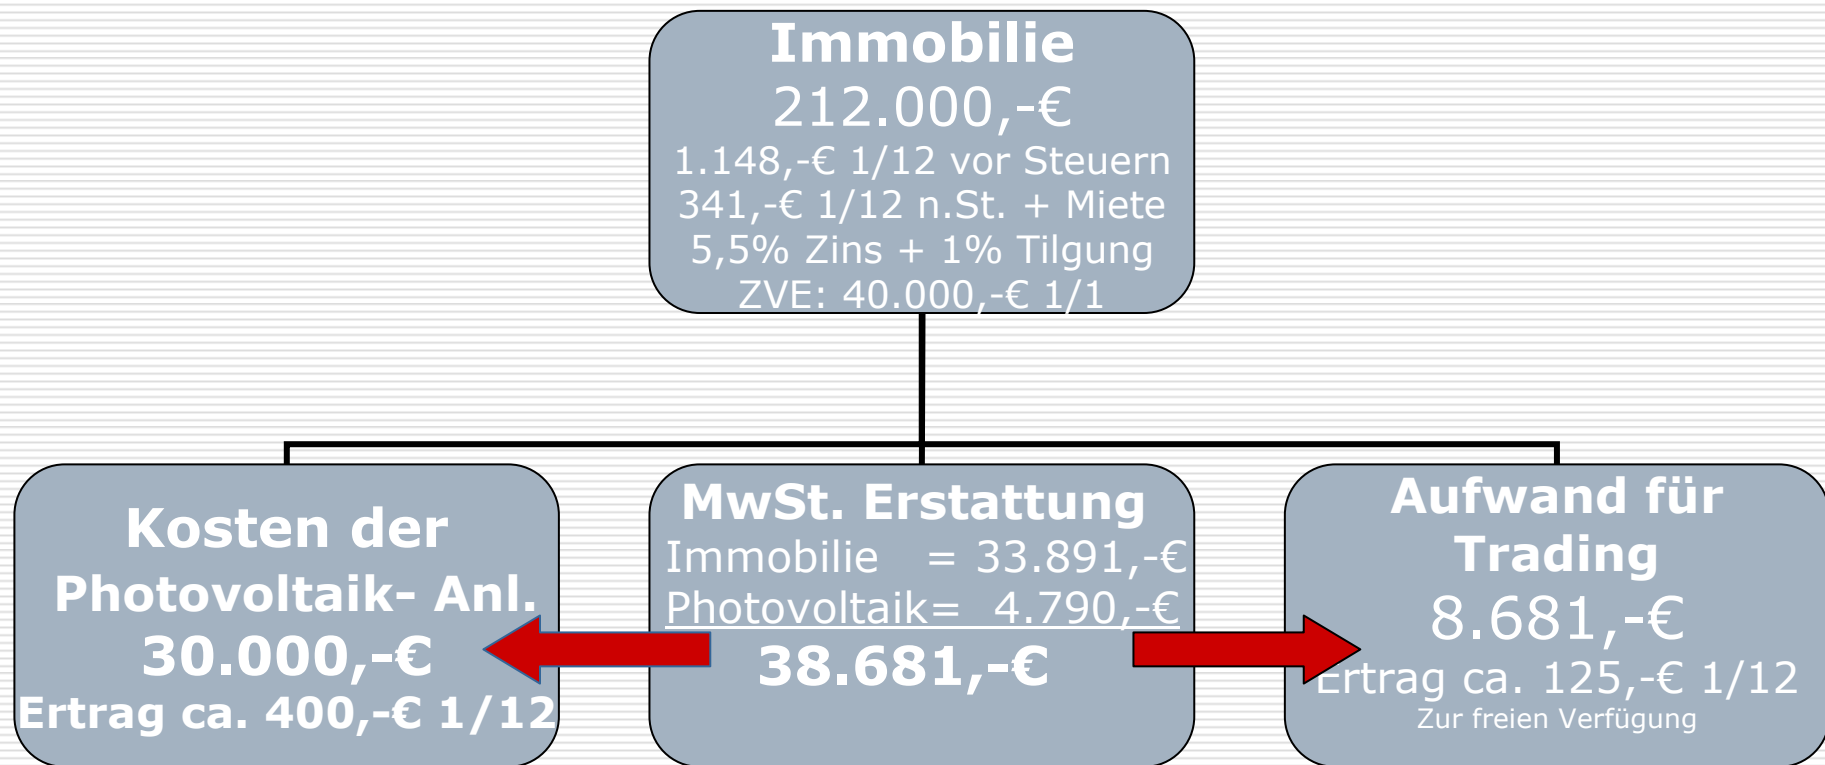 Immobilie
212.000,-€
1.148,-€ 1/12 vor Steuern
341,-€ 1/12 n.St. + Miete
5,5% Zins + 1% Tilgung
ZVE: 40.000,-€ 1/1
Kosten der
Photovoltaik- Anl.
30.000,-€
Ertrag ca. 400,-€ 1/12
MwSt. Erstattung
Immobilie = 33.891,-€
Photovoltaik= 4.790,-€
38.681,-€
Aufwand für
Trading
8.681,-€
Ertrag ca. 125,-€ 1/12
Zur freien Verfügung